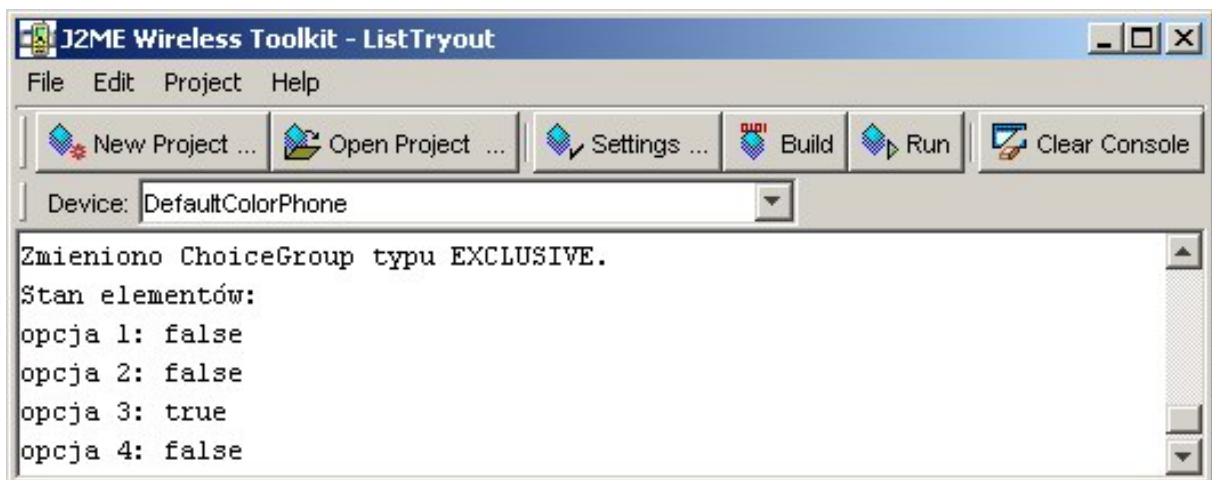 J2ME Wireless Toolkit - ListTryout
File Edit Project Help
New Project ... Open Project ... Settings ... Build Run Clear Console
Device: DefaultColorPhone
Zmieniono ChoiceGroup typu EXCLUSIVE.
Stan elementów:
opcja 1: false
opcja 2: false
opcja 3: true
opcja 4: false